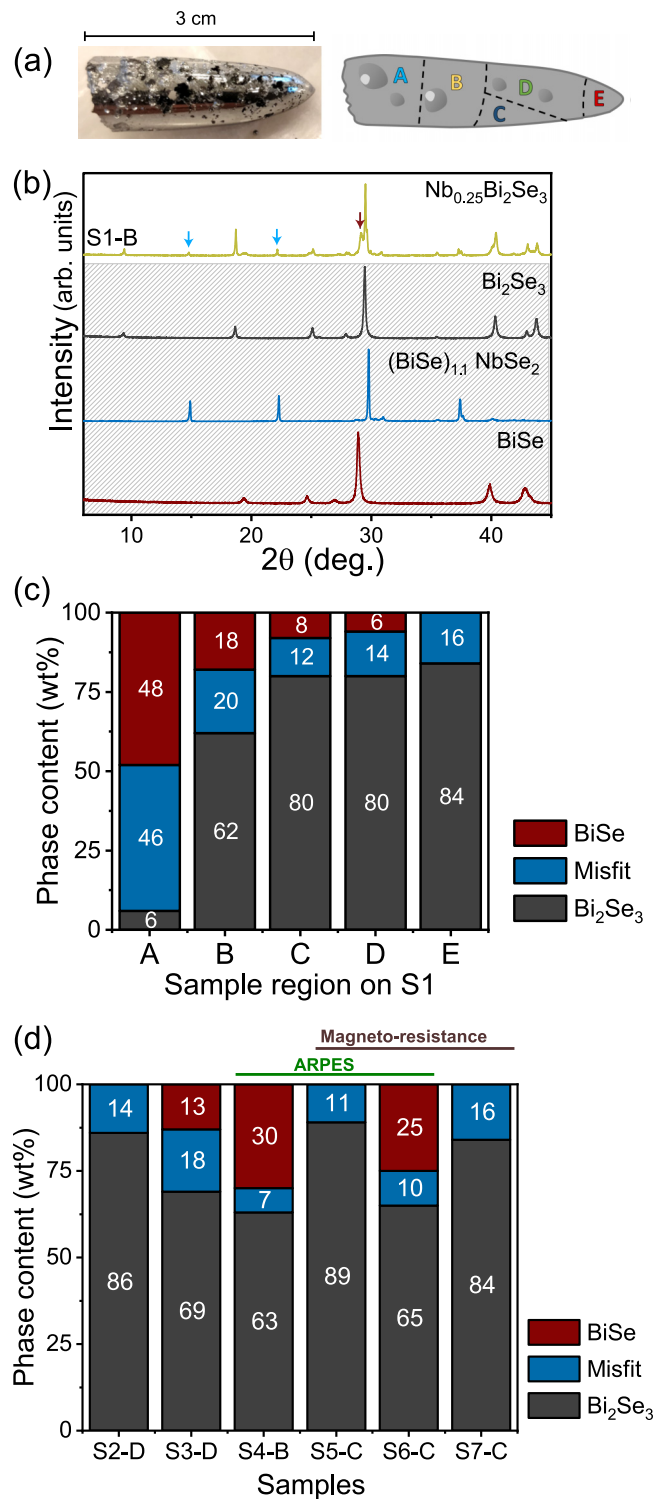 3 cm
(a)
A
B
C
D
E
(b)
Intensity (arb. units)
S1-B
Nb0.25Bi2Se3
Bi2Se3
(BiSe)1.1 NbSe2
BiSe
10
20
30
40
2θ (deg.)
(c)
Phase content (wt%)
100
75
50
25
0
48
46
6
18
20
62
8
12
80
6
14
80
16
84
A
B
C
D
E
Sample region on S1
BiSe
Misfit
Bi2Se3
(d)
Magneto-resistance
ARPES
Phase content (wt%)
100
75
50
25
0
14
86
13
18
69
30
7
63
11
89
25
10
65
16
84
S2-D
S3-D
S4-B
S5-C
S6-C
S7-C
Samples
BiSe
Misfit
Bi2Se3